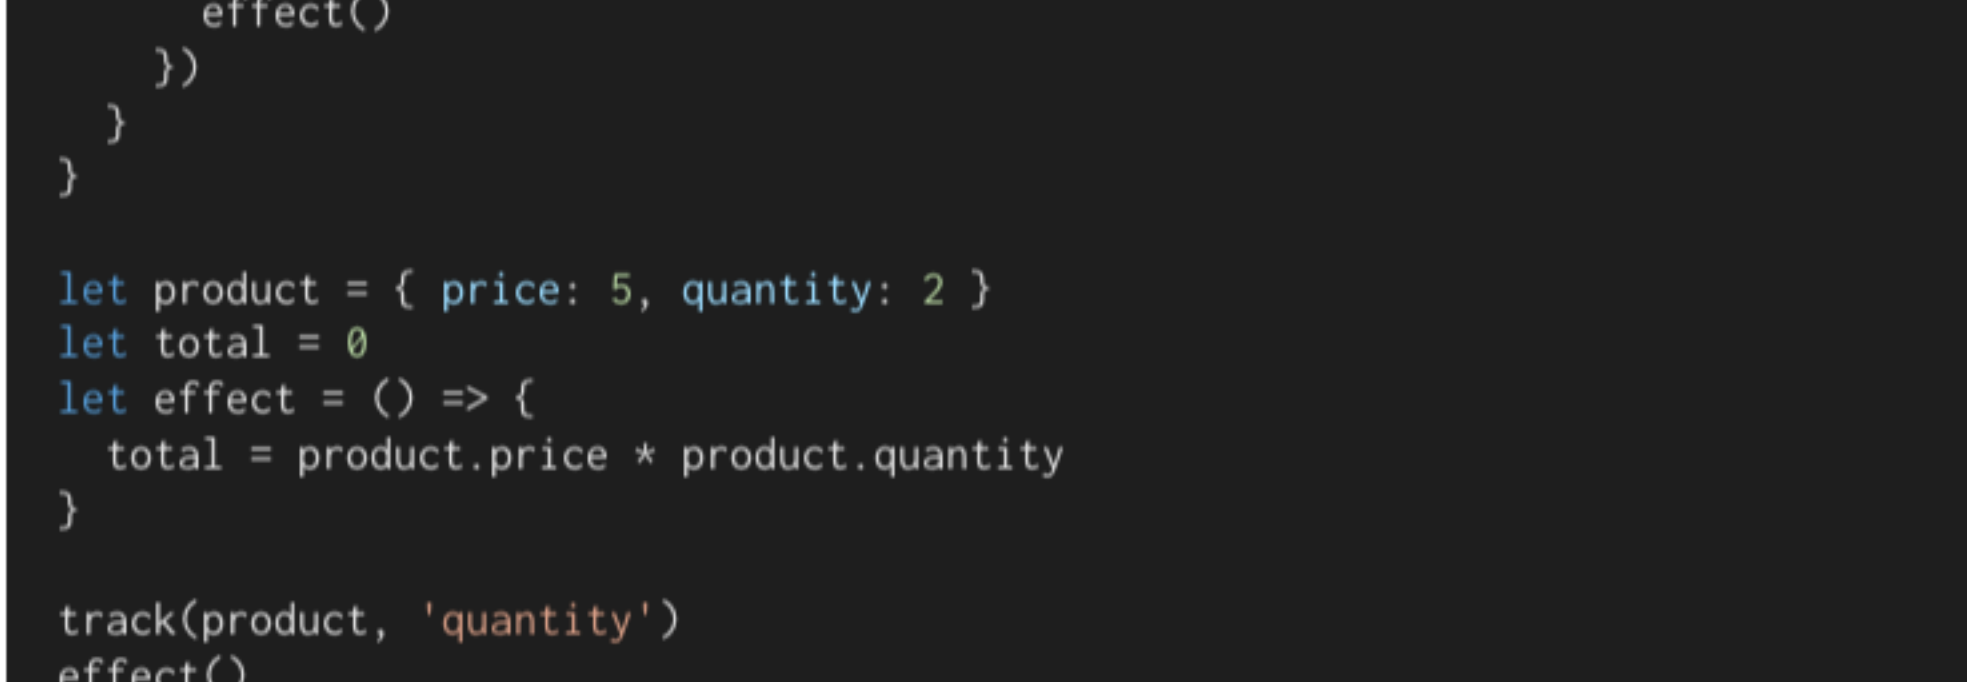 effect()
    })
  }
}

let product = { price: 5, quantity: 2 }
let total = 0
let effect = () => {
  total = product.price * product.quantity
}

track(product, 'quantity')
effect()